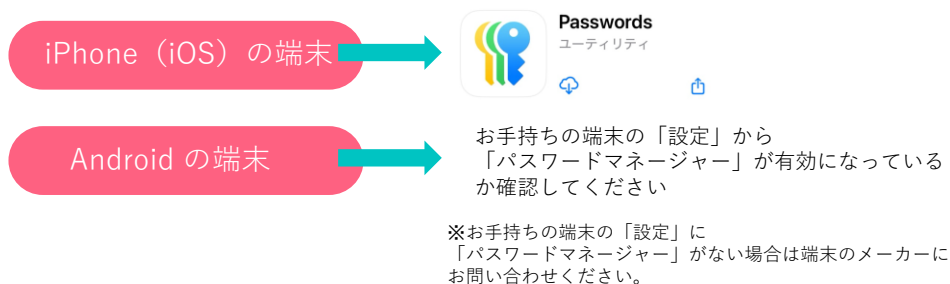 iPhone（iOS）の端末
Passwords
ユーティリティ
Android の端末
お手持ちの端末の「設定」から
「パスワードマネージャー」が有効になっている
か確認してください
※お手持ちの端末の「設定」に
「パスワードマネージャー」がない場合は端末のメーカーに
お問い合わせください。